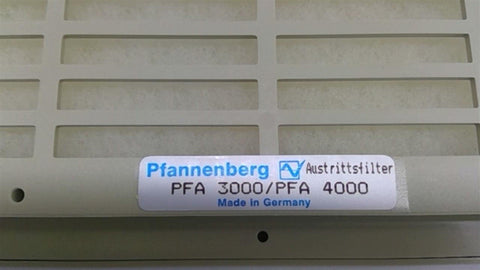 Pfannenberg Austrittsfilter
PFA 3000/PFA 4000
Made in Germany